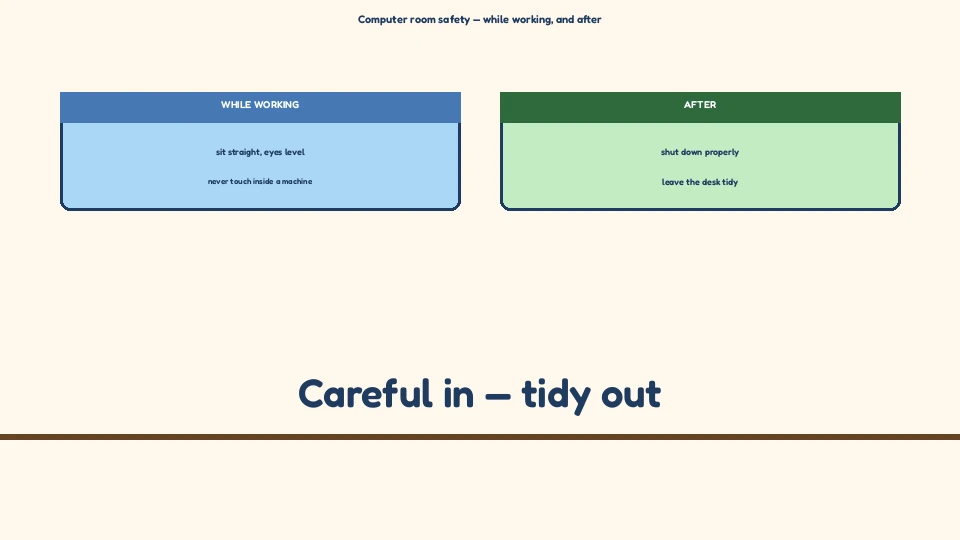 Computer room safety — while working, and after
WHILE WORKING
sit straight, eyes level
never touch inside a machine
AFTER
shut down properly
leave the desk tidy
Careful in — tidy out